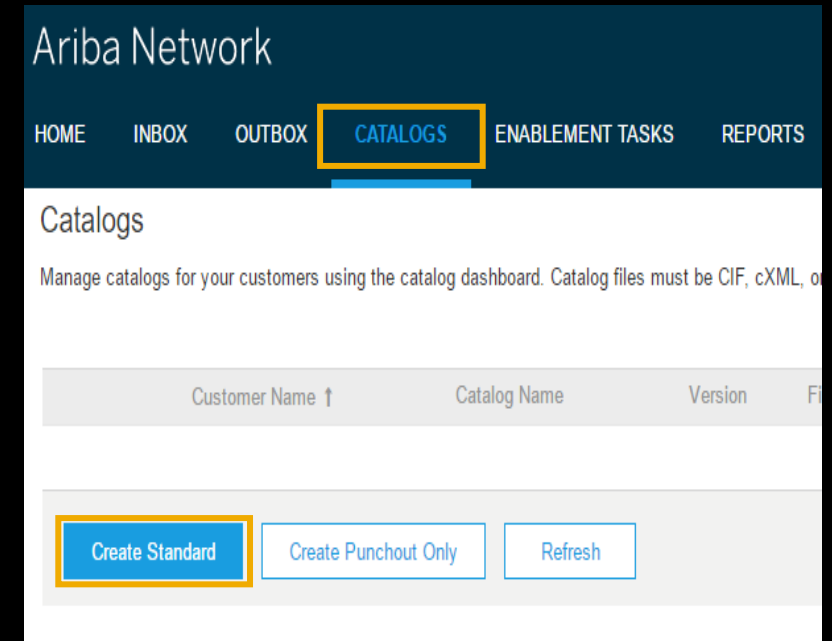 Ariba Network
HOME INBOX OUTBOX CATALOGS ENABLEMENT TASKS REPORTS
Catalogs
Manage catalogs for your customers using the catalog dashboard. Catalog files must be CIF, cXML,
Customer Name ↑ Catalog Name Version
Create Standard Create Punchout Only Refresh